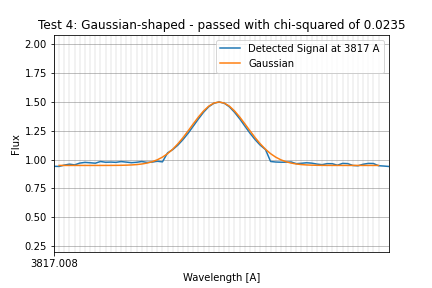 Test 4: Gaussian-shaped - passed with chi-squared of 0.0235
2.00
1.75
1.50
1.25
1.00
0.75
0.50
0.25
Flux
Detected Signal at 3817 A
Gaussian
3817.008
Wavelength [A]